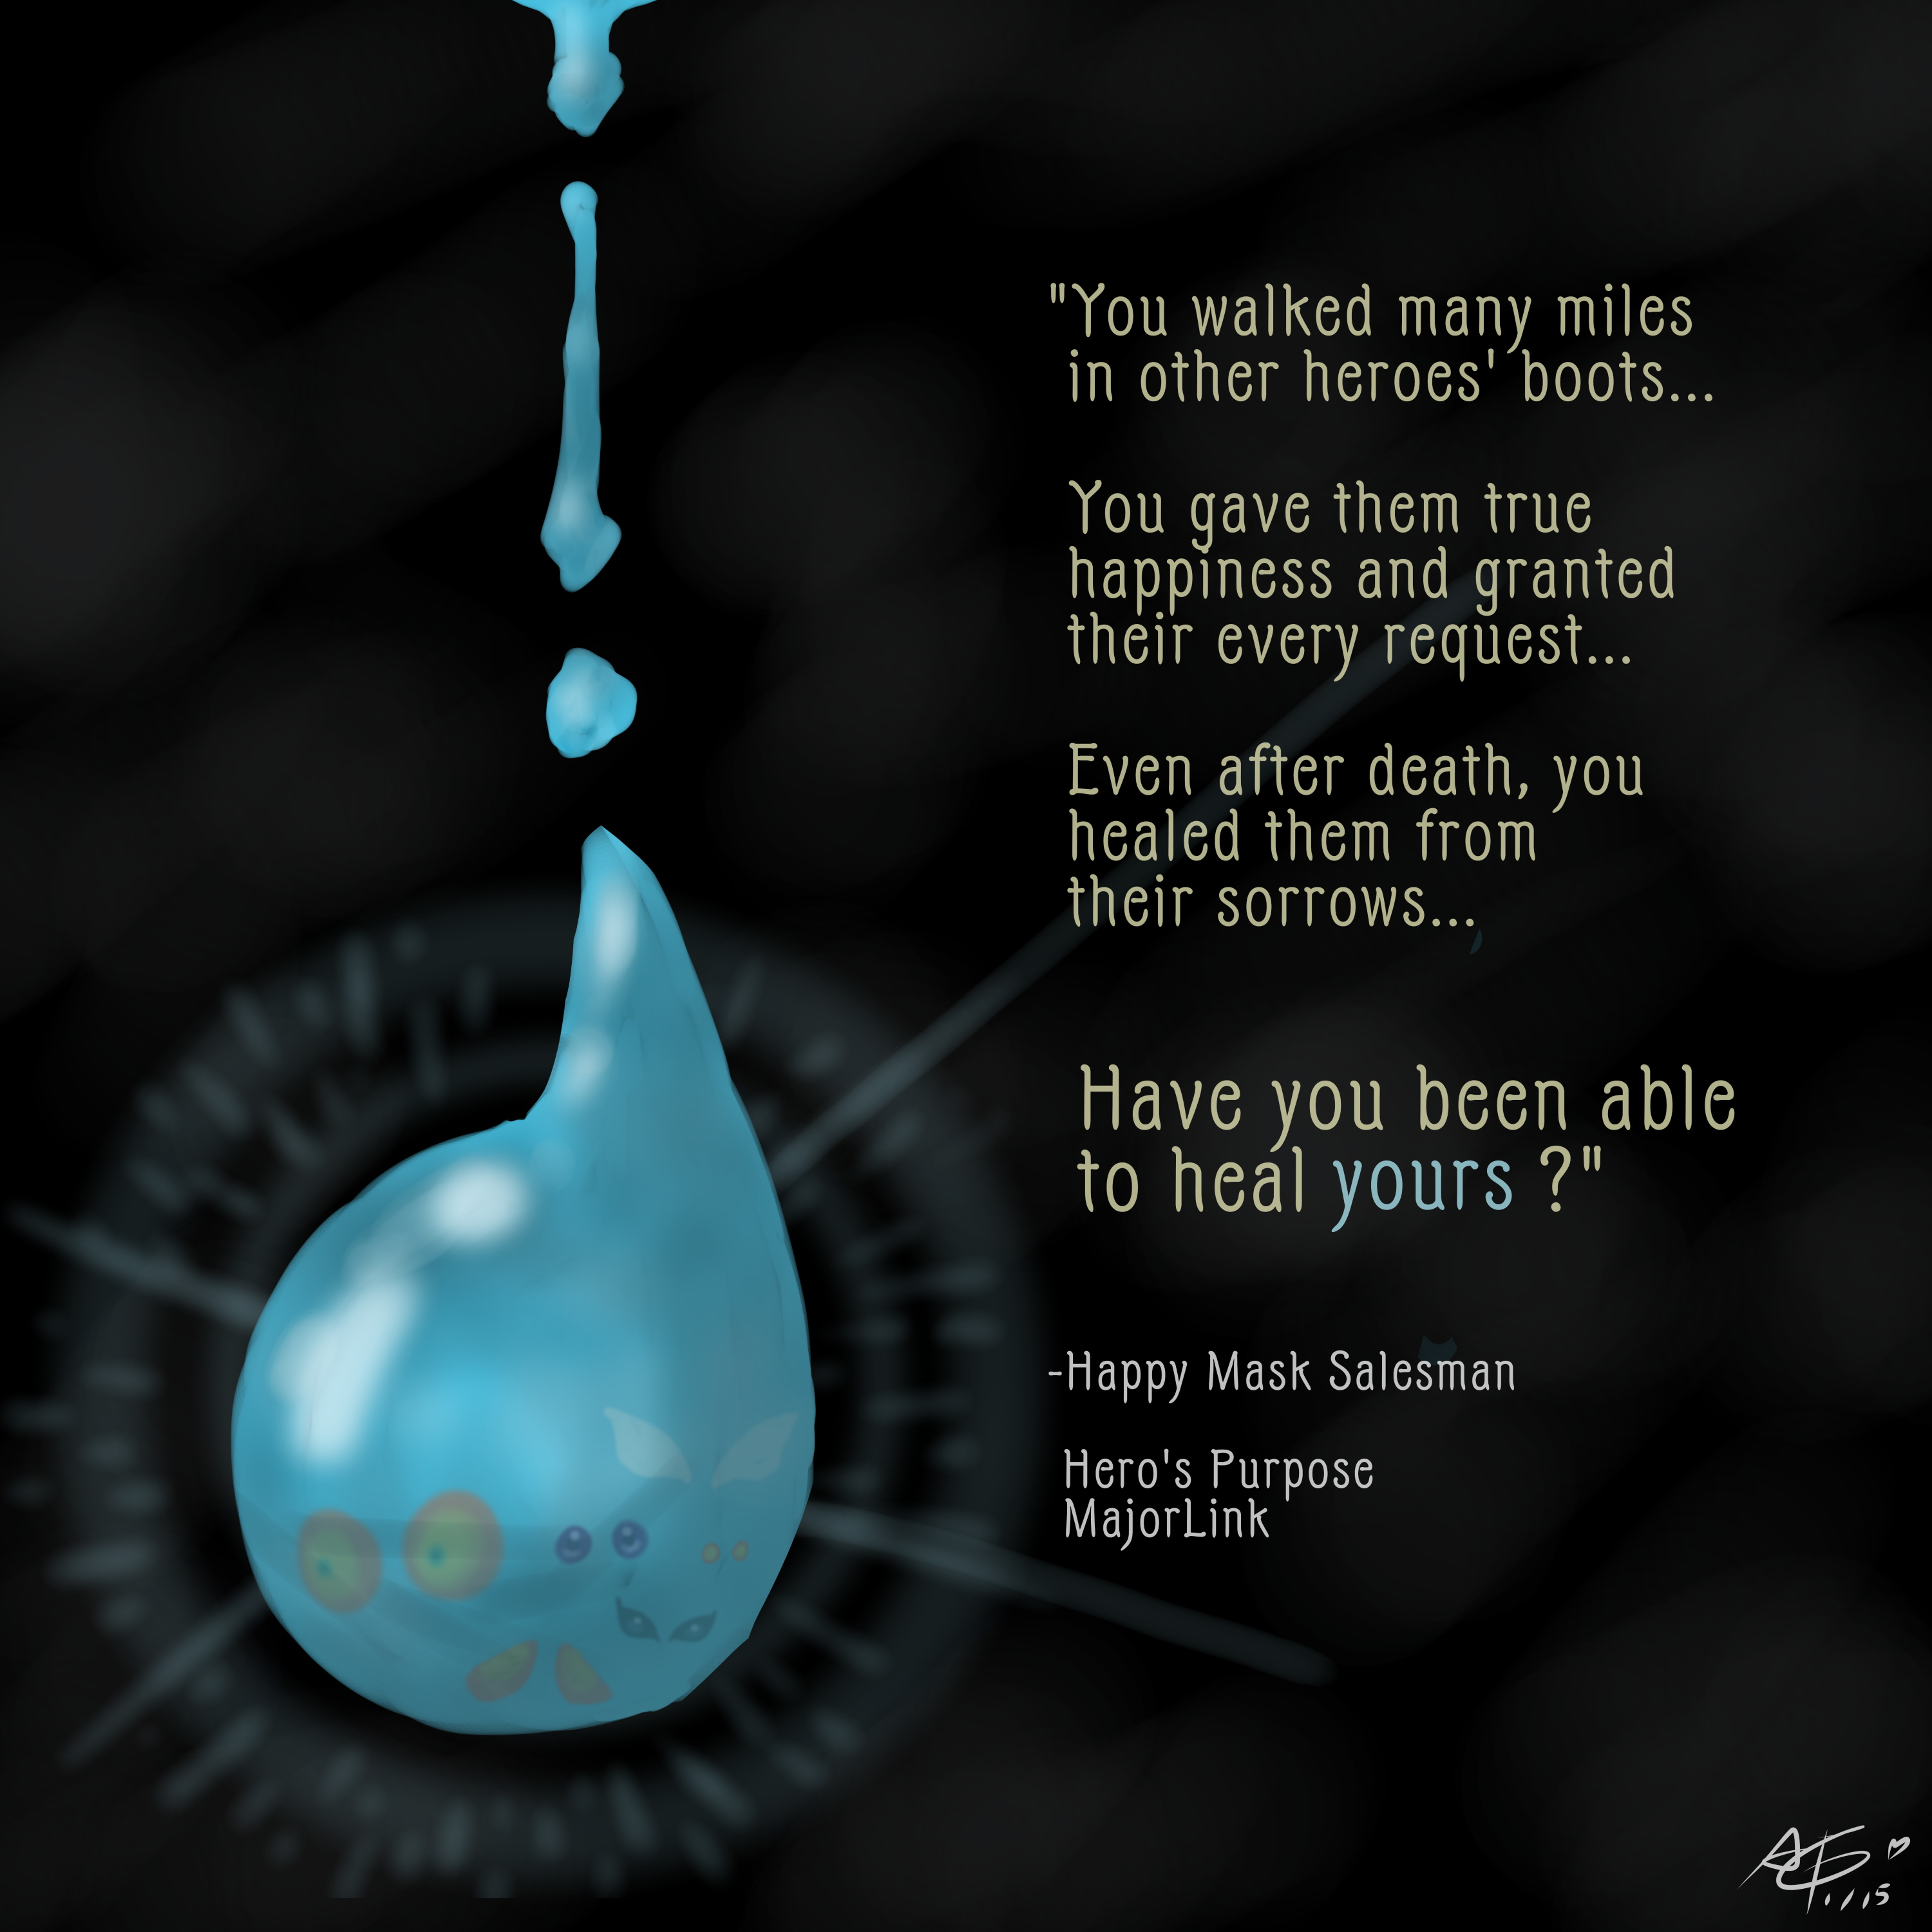 "You walked many miles
in other heroes' boots...
You gave them true
happiness and granted
their every request...
Even after death, you
healed them from
their sorrows...
Have you been able
to heal yours ?"
-Happy Mask Salesman
Hero's Purpose
MajorLink